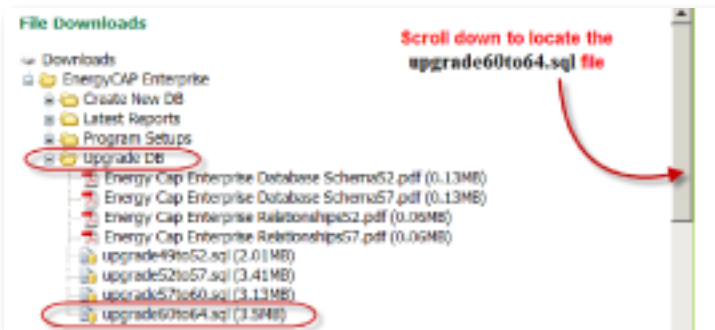 File Downloads
Scroll down to locate the
upgrade60to64.sql file
Downloads
EnergyCAP Enterprise
Create New DB
Latest Reports
Program Setups
Upgrade DB
Energy Cap Enterprise Database Schema52.pdf (0.13MB)
Energy Cap Enterprise Database Schema57.pdf (0.13MB)
Energy Cap Enterprise Relationships52.pdf (0.06MB)
Energy Cap Enterprise Relationships57.pdf (0.06MB)
upgrade49to52.sql (2.01MB)
upgrade52to57.sql (3.41MB)
upgrade57to60.sql (3.13MB)
upgrade60to64.sql (3.5MB)